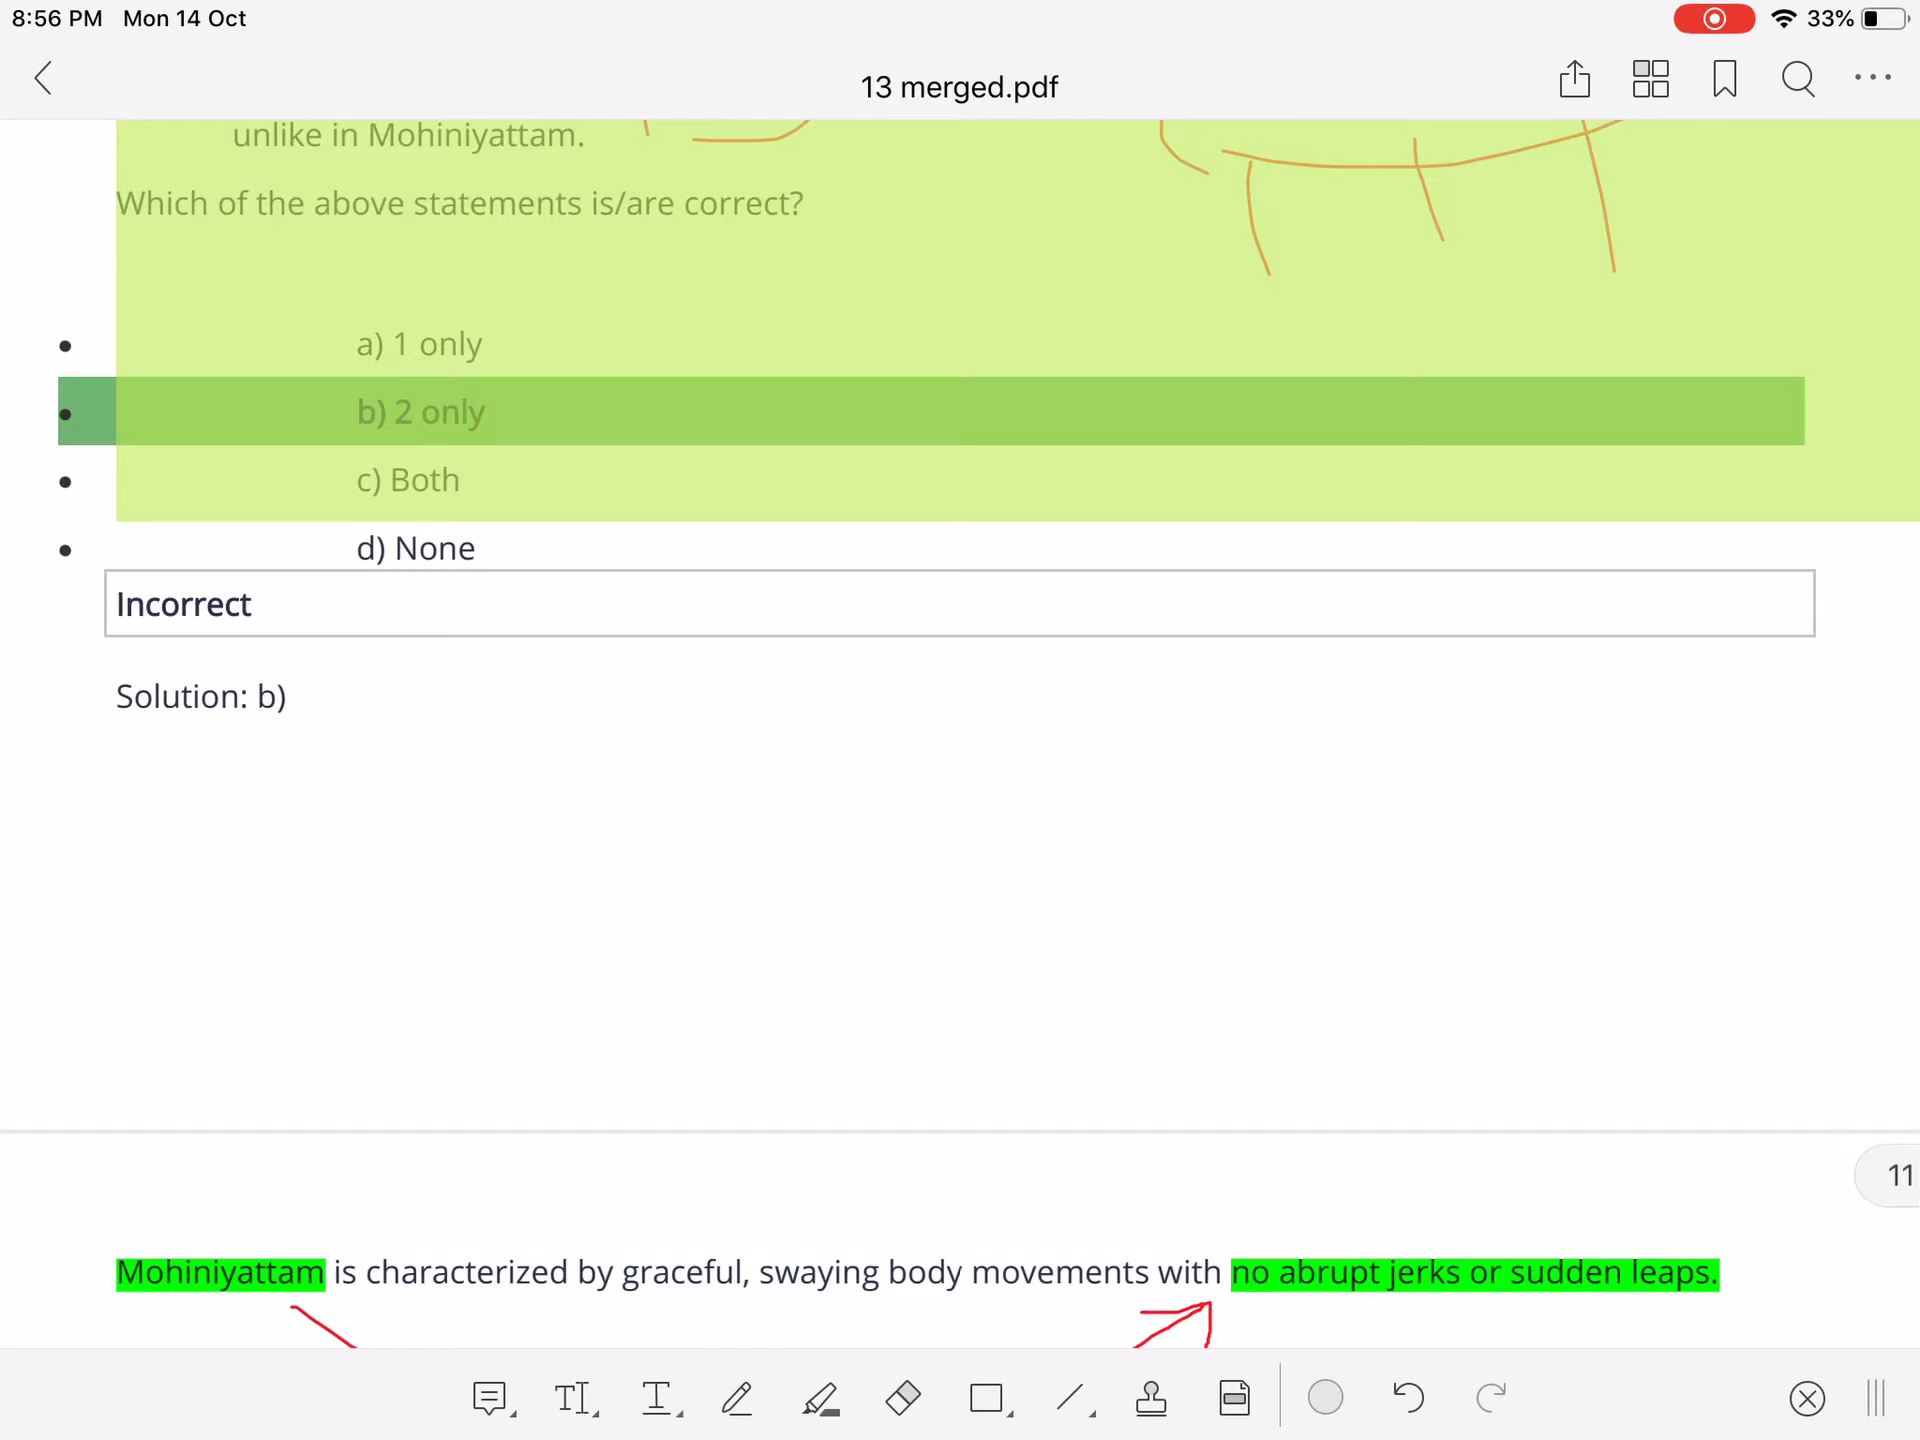 8:56 PM Mon 14 Oct
33%
13 merged.pdf
unlike in Mohiniyattam.
Which of the above statements is/are correct?
• a) 1 only
• b) 2 only
• c) Both
• d) None
Incorrect
Solution: b)
11
Mohiniyattam is characterized by graceful, swaying body movements with no abrupt jerks or sudden leaps.